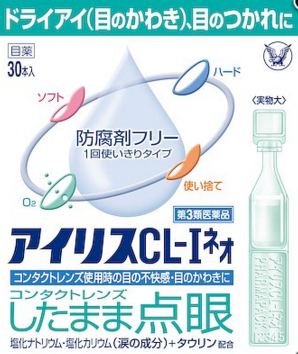 ドライアイ(目のかわき)、目のつかれに
目薬
30本入
ハード
ソフト
〈実物大〉
防腐剤フリー
1回使いきりタイプ
O₂
使い捨て
第3類医薬品
アイリスCL-Iネオ
コンタクトレンズ使用時の目の不快感・目のかわきに
コンタクトレンズ
したまま点眼
塩化ナトリウム・塩化カリウム(涙の成分)+タウリン配合